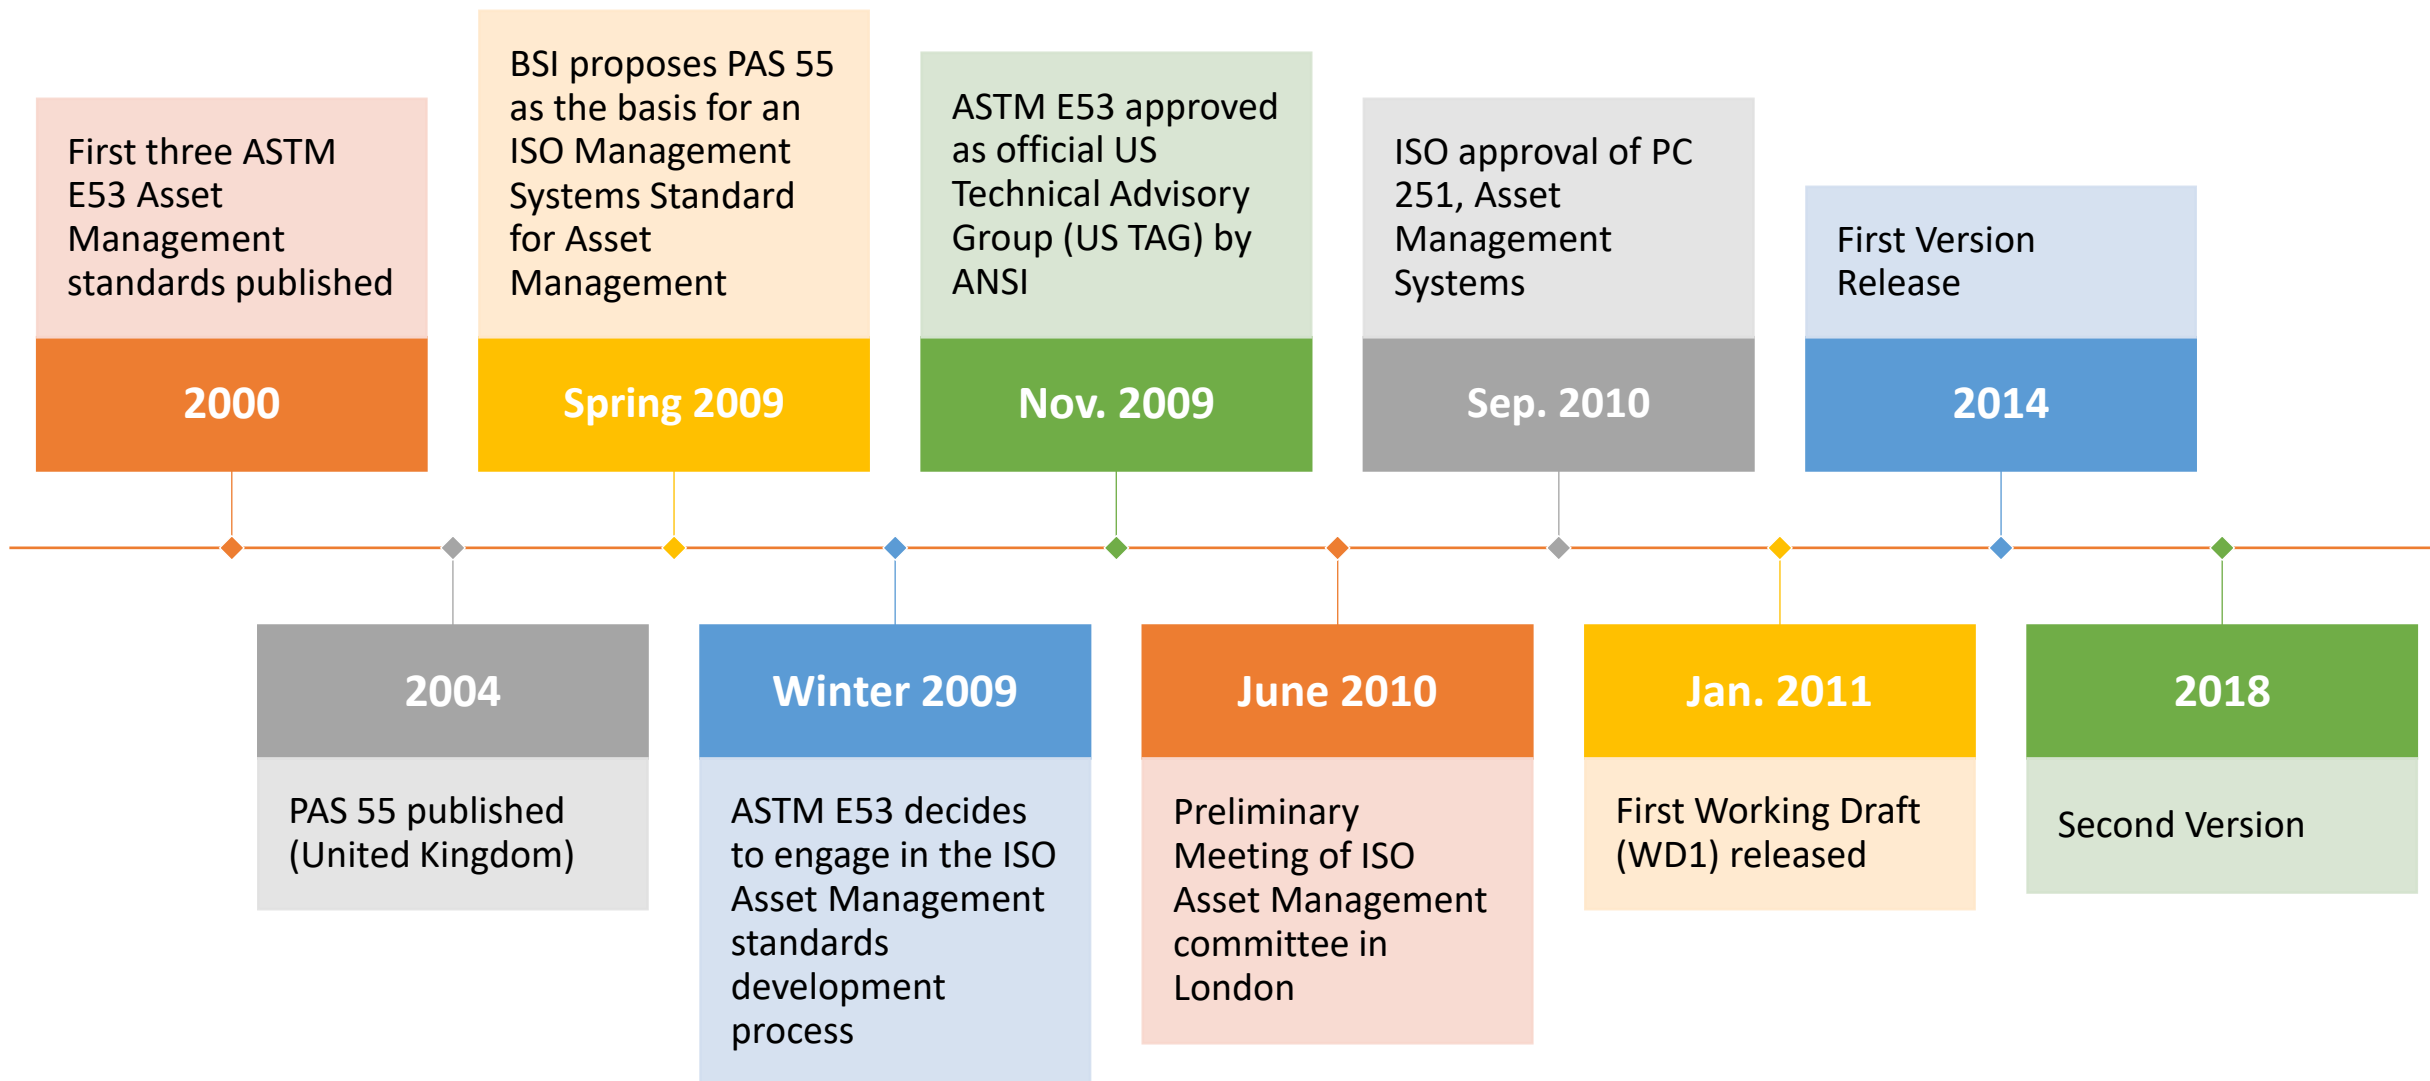 First three ASTM
E53 Asset
Management
standards published
2000
2004
PAS 55 published
(United Kingdom)
BSI proposes PAS 55
as the basis for an
ISO Management
Systems Standard
for Asset
Management
Spring 2009
Winter 2009
ASTM E53 decides
to engage in the ISO
Asset Management
standards
development
process
ASTM E53 approved
as official US
Technical Advisory
Group (US TAG) by
ANSI
Nov. 2009
June 2010
Preliminary
Meeting of ISO
Asset Management
committee in
London
ISO approval of PC
251, Asset
Management
Systems
Sep. 2010
Jan. 2011
First Working Draft
(WD1) released
First Version
Release
2014
2018
Second Version